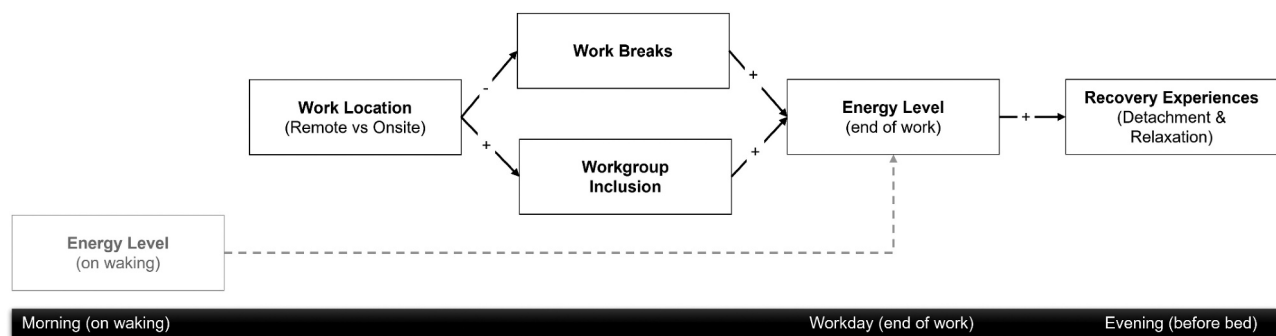 Work Breaks
-
+
Work Location
(Remote vs Onsite)
Energy Level
(end of work)
+
Recovery Experiences
(Detachment &
Relaxation)
+
+
Workgroup
Inclusion
Energy Level
(on waking)
Morning (on waking)
Workday (end of work)
Evening (before bed)